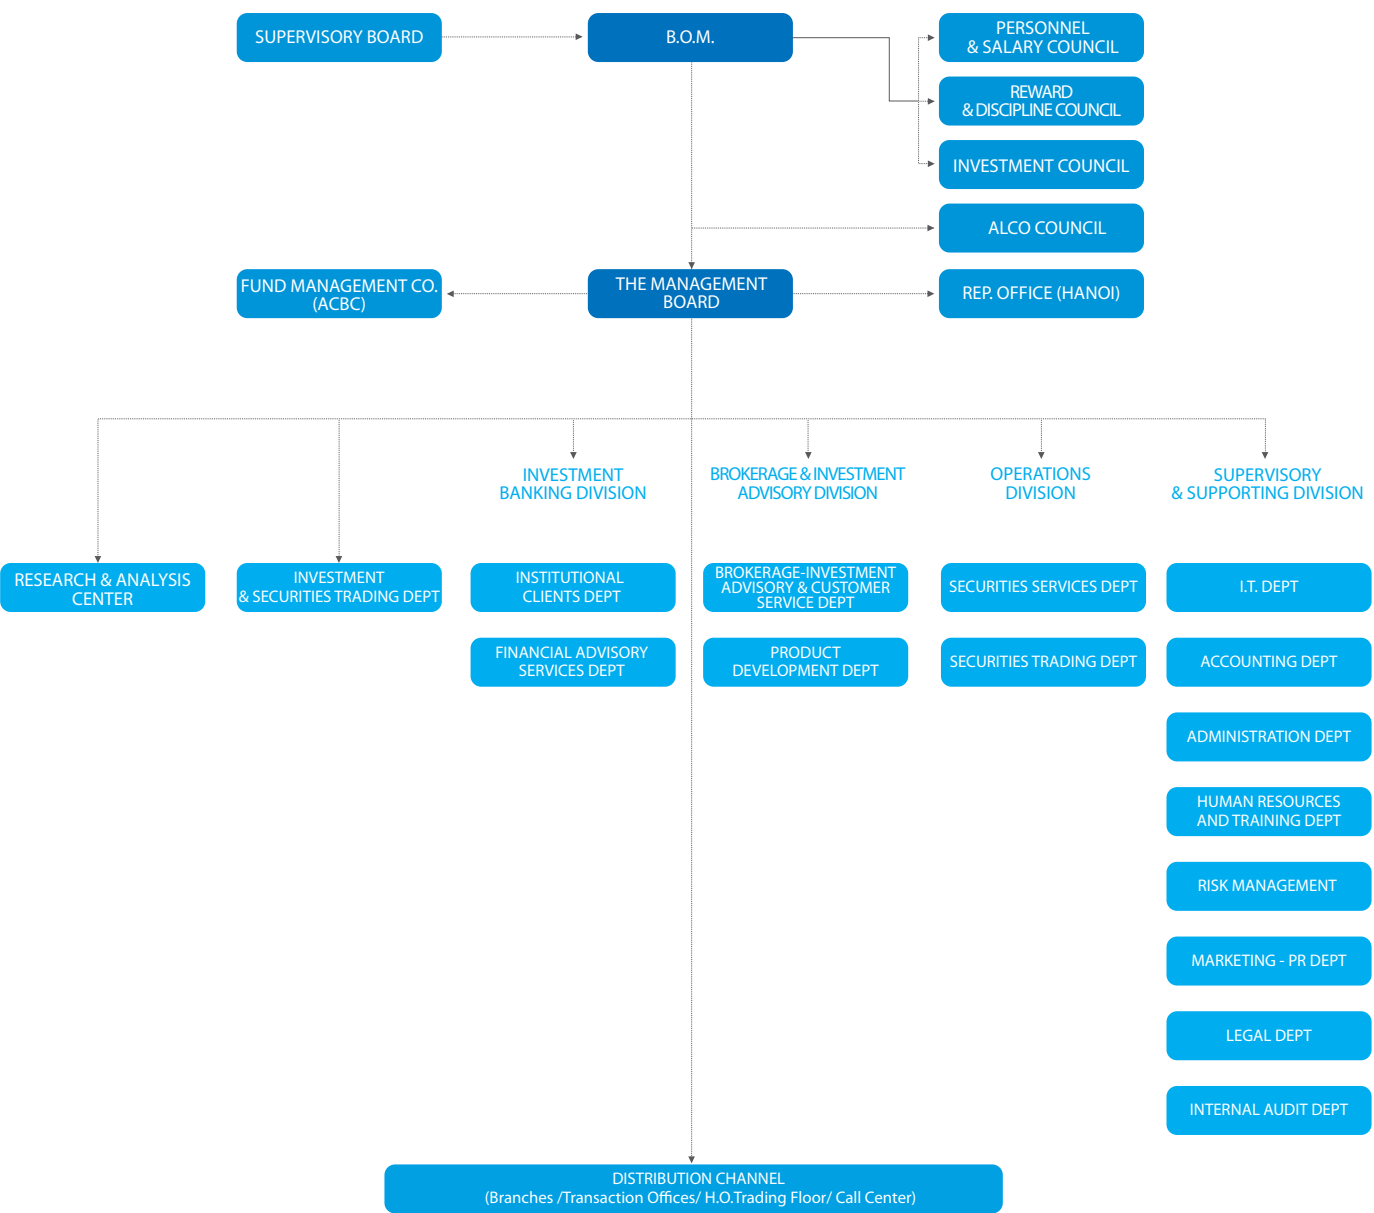 SUPERVISORY BOARD
B.O.M.
PERSONNEL
& SALARY COUNCIL
REWARD
& DISCIPLINE COUNCIL
INVESTMENT COUNCIL
ALCO COUNCIL
FUND MANAGEMENT CO.
(ACBC)
THE MANAGEMENT
BOARD
REP. OFFICE (HANOI)
INVESTMENT
BANKING DIVISION
BROKERAGE & INVESTMENT
ADVISORY DIVISION
OPERATIONS
DIVISION
SUPERVISORY
& SUPPORTING DIVISION
RESEARCH & ANALYSIS
CENTER
INVESTMENT
& SECURITIES TRADING DEPT
INSTITUTIONAL
CLIENTS DEPT
BROKERAGE-INVESTMENT
ADVISORY & CUSTOMER
SERVICE DEPT
SECURITIES SERVICES DEPT
I.T. DEPT
FINANCIAL ADVISORY
SERVICES DEPT
PRODUCT
DEVELOPMENT DEPT
SECURITIES TRADING DEPT
ACCOUNTING DEPT
ADMINISTRATION DEPT
HUMAN RESOURCES
AND TRAINING DEPT
RISK MANAGEMENT
MARKETING - PR DEPT
LEGAL DEPT
INTERNAL AUDIT DEPT
DISTRIBUTION CHANNEL
(Branches /Transaction Offices/ H.O.Trading Floor/ Call Center)